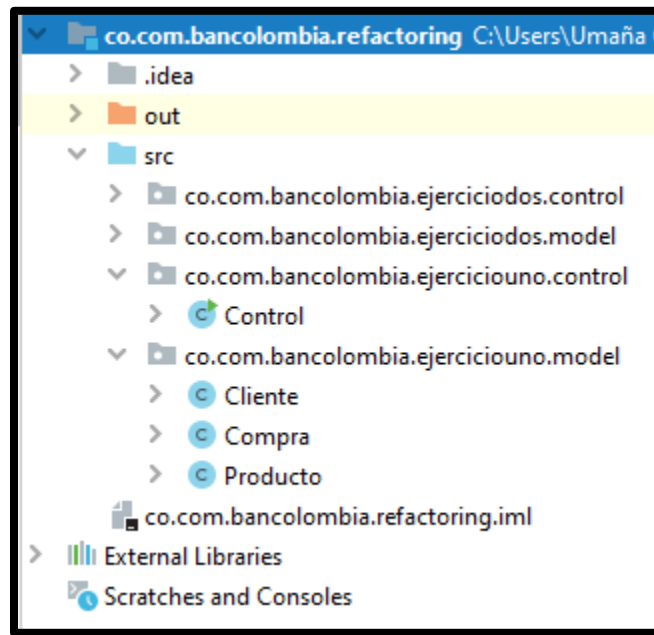 co.com.bancolombia.refactoring C:\Users\Umaña
.idea
out
src
co.com.bancolombia.ejerciciodos.control
co.com.bancolombia.ejerciciodos.model
co.com.bancolombia.ejerciciouno.control
C Control
co.com.bancolombia.ejerciciouno.model
C Cliente
C Compra
C Producto
co.com.bancolombia.refactoring.iml
External Libraries
Scratches and Consoles